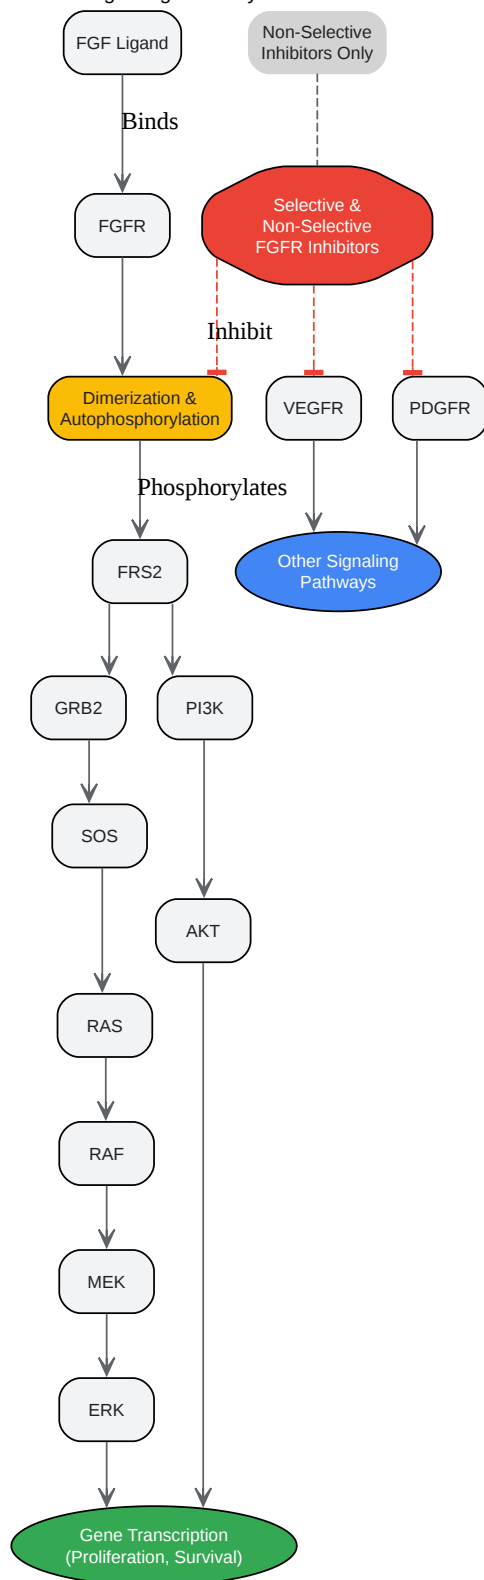 FGF Ligand
Non-Selective
Inhibitors Only
Binds
FGFR
Selective &
Non-Selective
FGFR Inhibitors
Inhibit
Dimerization &
Autophosphorylation
VEGFR
PDGFR
Phosphorylates
FRS2
Other Signaling
Pathways
GRB2
PI3K
SOS
AKT
RAS
RAF
MEK
ERK
Gene Transcription
(Proliferation, Survival)